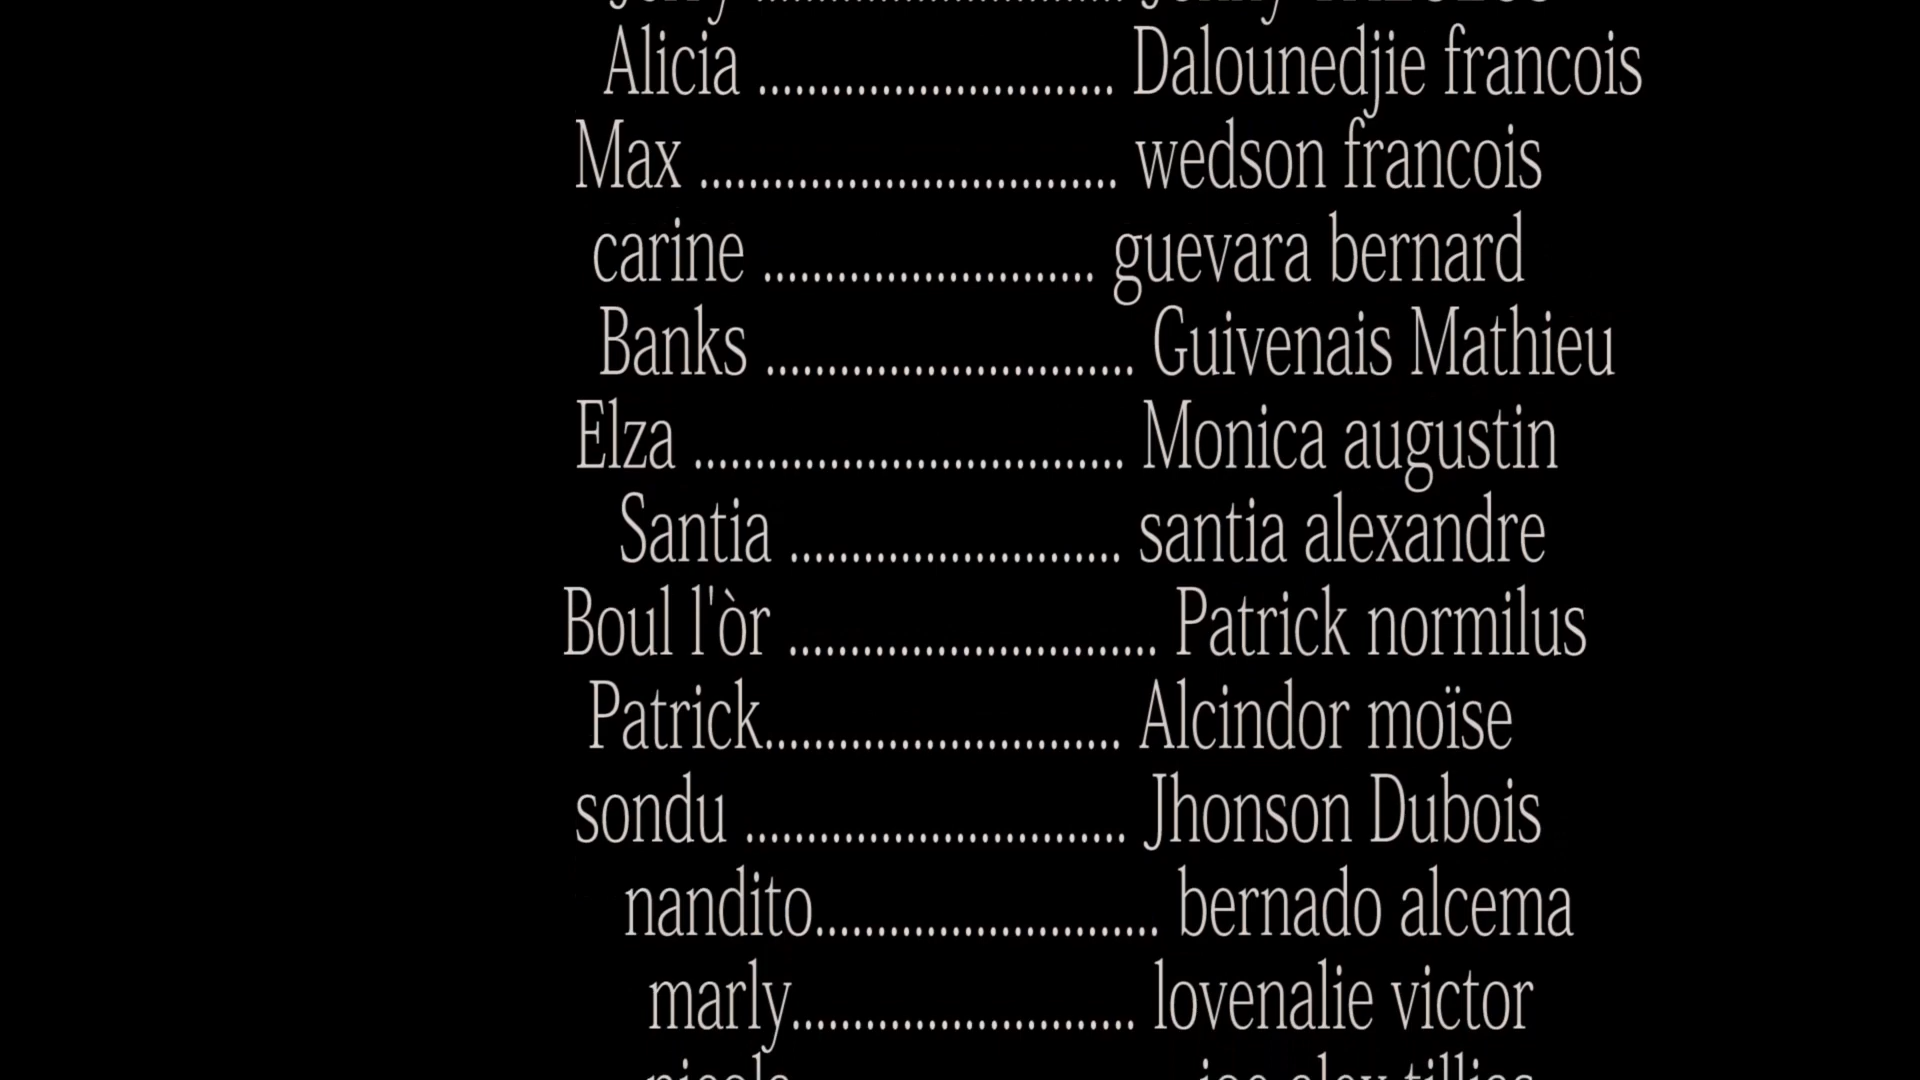 Alicia ............................. Dalounedjie francois
Max .................................. wedson francois
carine ........................... guevara bernard
Banks .............................. Guivenais Mathieu
Elza ................................... Monica augustin
Santia ........................... santia alexandre
Boul l'òr .............................. Patrick normilus
Patrick............................. Alcindor moïse
sondu ............................... Jhonson Dubois
nandito............................ bernado alcema
marly............................ lovenalie victor